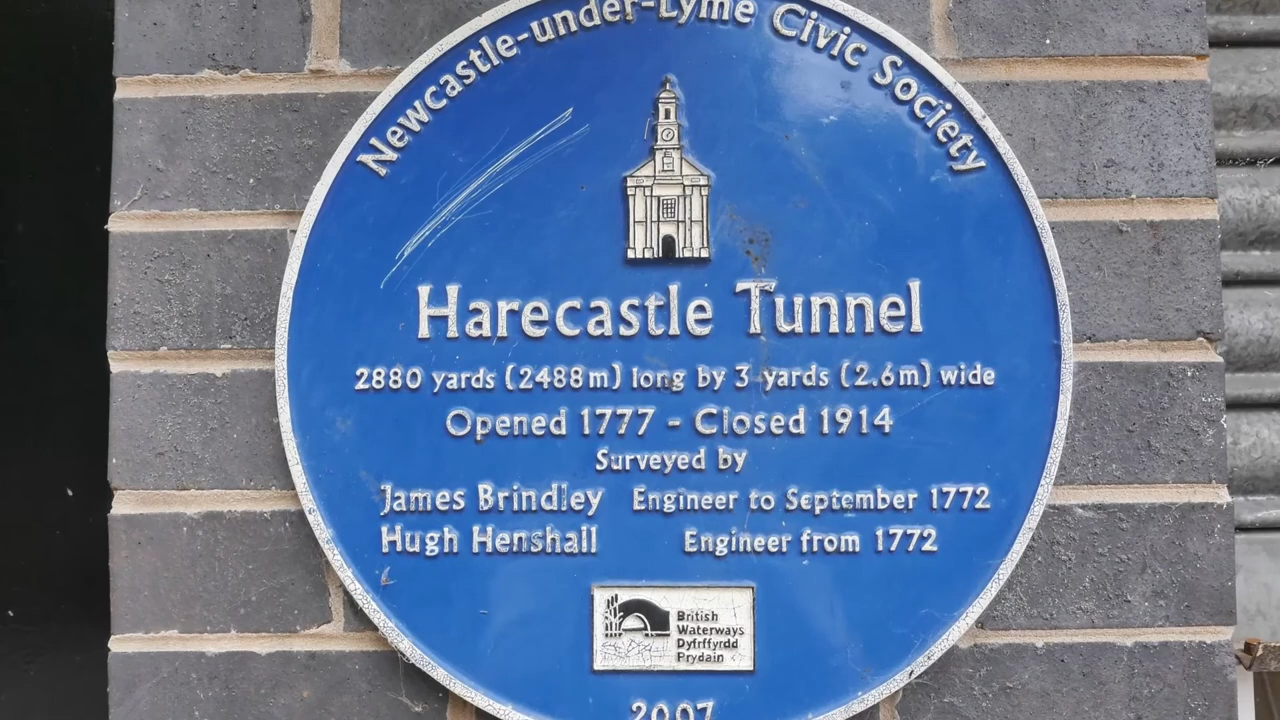 Newcastle-under-Lyme Civic Society
Harecastle Tunnel
2880 yards (2488m) long by 3 yards (2.6m) wide
Opened 1777 - Closed 1914
Surveyed by
James Brindley Engineer to September 1772
Hugh Henshall Engineer from 1772
British
Waterways
Dyfrffyrdd
Prydain
2007